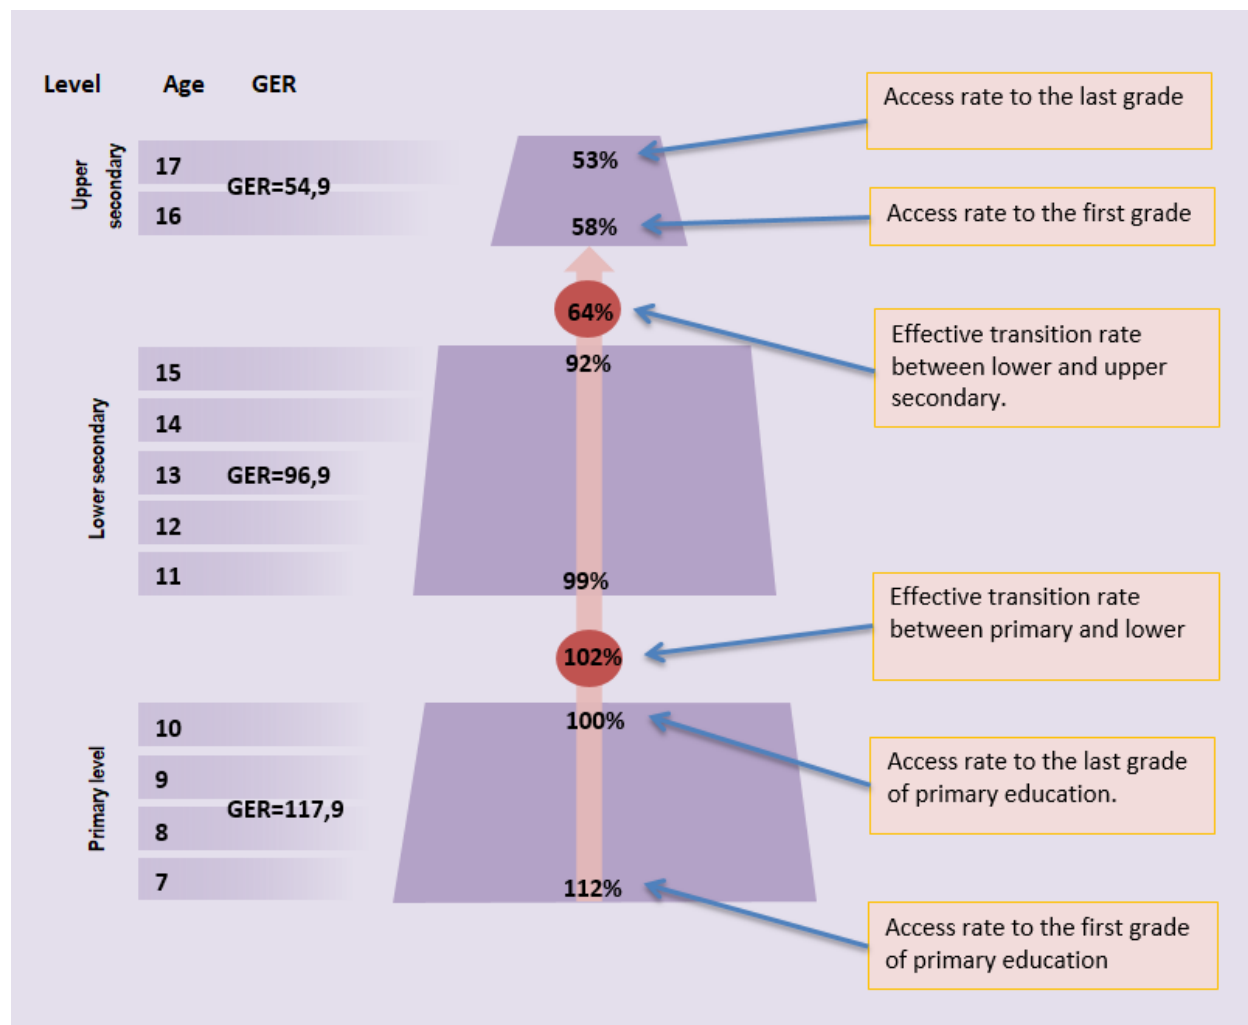 Level Age GER
Upper
secondary
17
GER=54,9
16
53%
58%
Access rate to the last grade
Access rate to the first grade
64%
Effective transition rate
between lower and upper
secondary.
Lower secondary
15
14
13 GER=96,9
12
11
92%
99%
102%
Effective transition rate
between primary and lower
Primary level
10
9
GER=117,9
8
7
100%
112%
Access rate to the last grade
of primary education.
Access rate to the first grade
of primary education